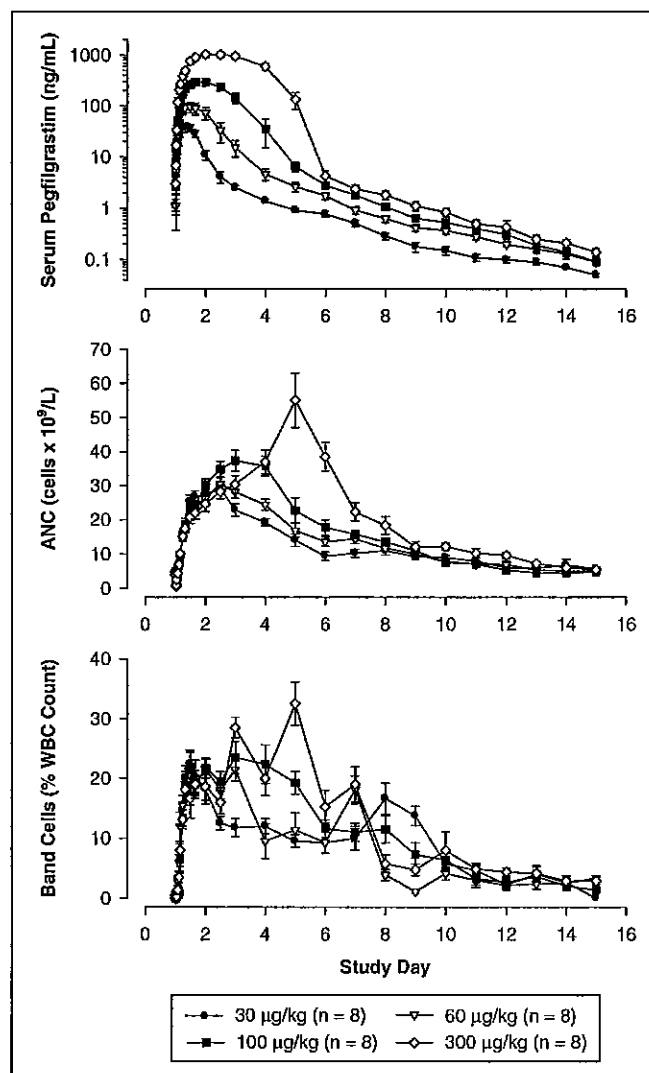 Serum Pegfilgrastim (ng/mL)
1000
100
10
1
0.1
0 2 4 6 8 10 12 14 16
ANC (cells x 10⁹/L)
70
60
50
40
30
20
10
0
0 2 4 6 8 10 12 14 16
Band Cells (% WBC Count)
40
30
20
10
0
0 2 4 6 8 10 12 14 16
Study Day
30 µg/kg (n = 8) 60 µg/kg (n = 8)
100 µg/kg (n = 8) 300 µg/kg (n = 8)